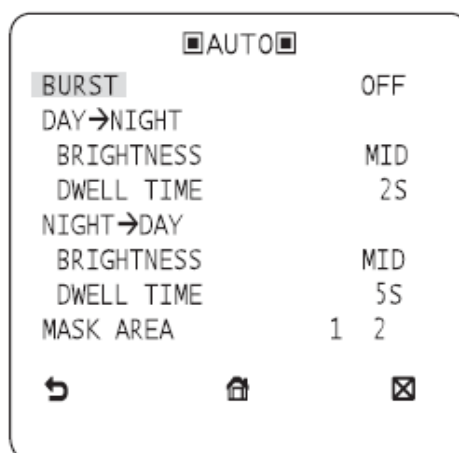 ▣AUTO▣
BURST OFF
DAY→NIGHT
BRIGHTNESS MID
DWELL TIME 2S
NIGHT→DAY
BRIGHTNESS MID
DWELL TIME 5S
MASK AREA 1 2